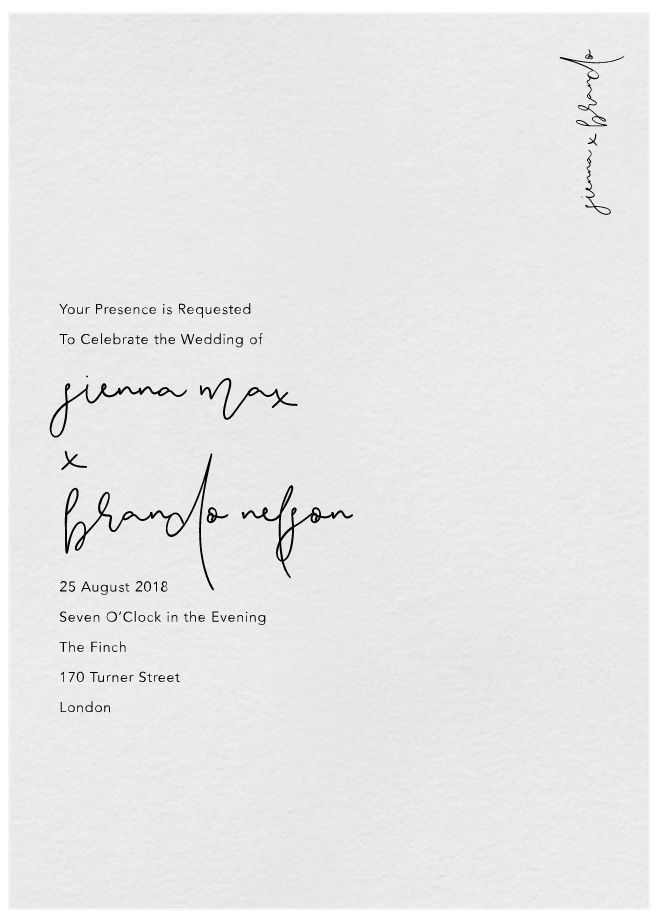 sienna x brando
Your Presence is Requested
To Celebrate the Wedding of
sienna max
x
brando nelson
25 August 2018
Seven O'Clock in the Evening
The Finch
170 Turner Street
London